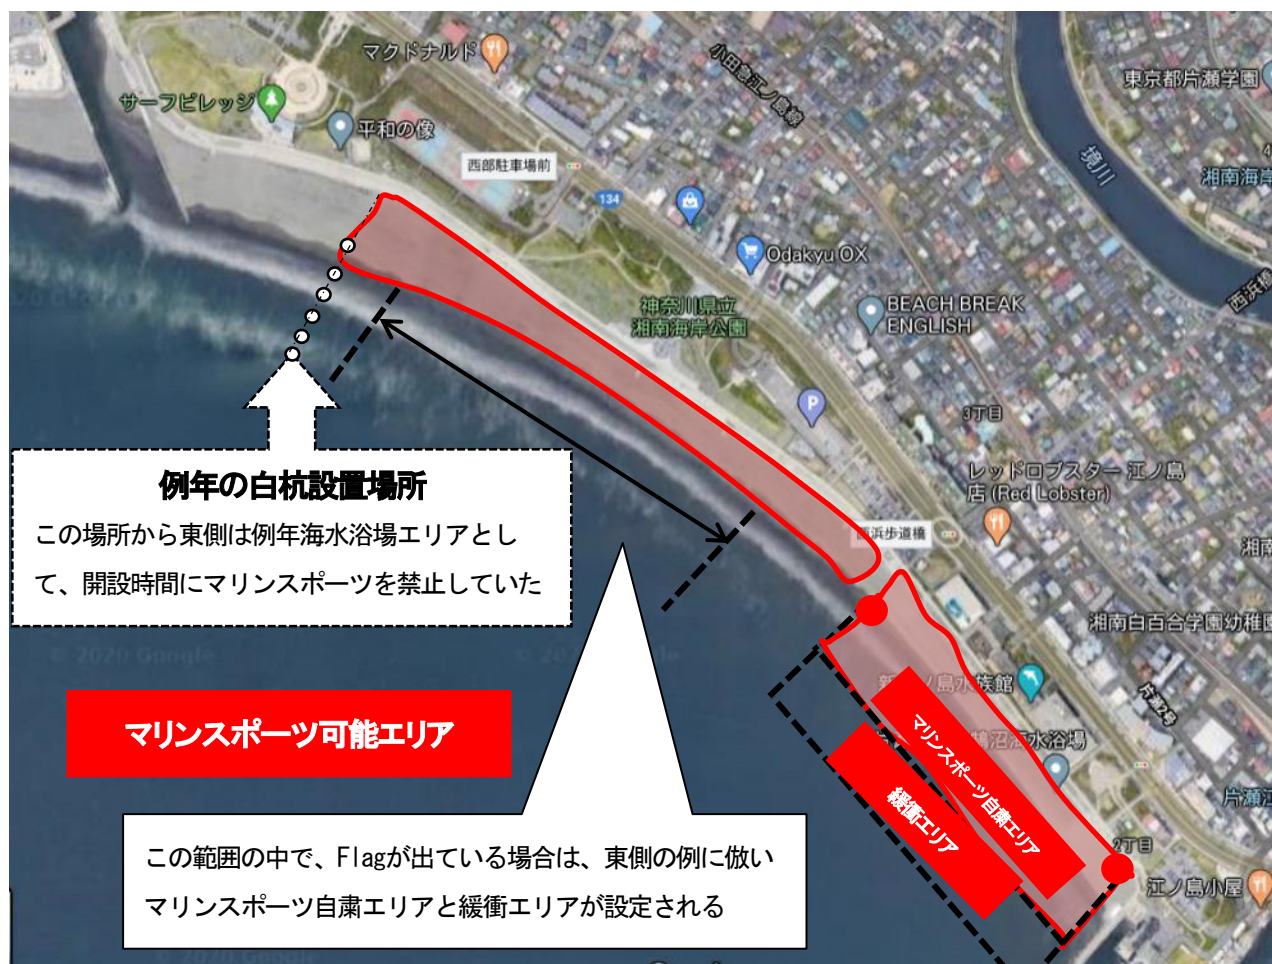 マクドナルド
小田急江ノ島線
東京都片瀬学園
サーフビレッジ
平和の像
西部駐車場前
境川
湘南海岸
134
Odakyu OX
西浜橋
神奈川県立
湘南海岸公園
BEACH BREAK
ENGLISH
P
3丁目
レッドロブスター 江ノ島
店 (Red Lobster)
例年の白杭設置場所
この場所から東側は例年海水浴場エリアとし
て、開設時間にマリンスポーツを禁止していた
西浜歩道橋
湘南
湘南白百合学園幼稚園
© 2020 Google
片瀬2号
マリンスポーツ可能エリア
マリンスポーツ自粛エリア
緩衝エリア
鵠沼海水浴場
片瀬江
2丁目
江ノ島小屋
この範囲の中で、Flagが出ている場合は、東側の例に倣い
マリンスポーツ自粛エリアと緩衝エリアが設定される
© 2020 Google